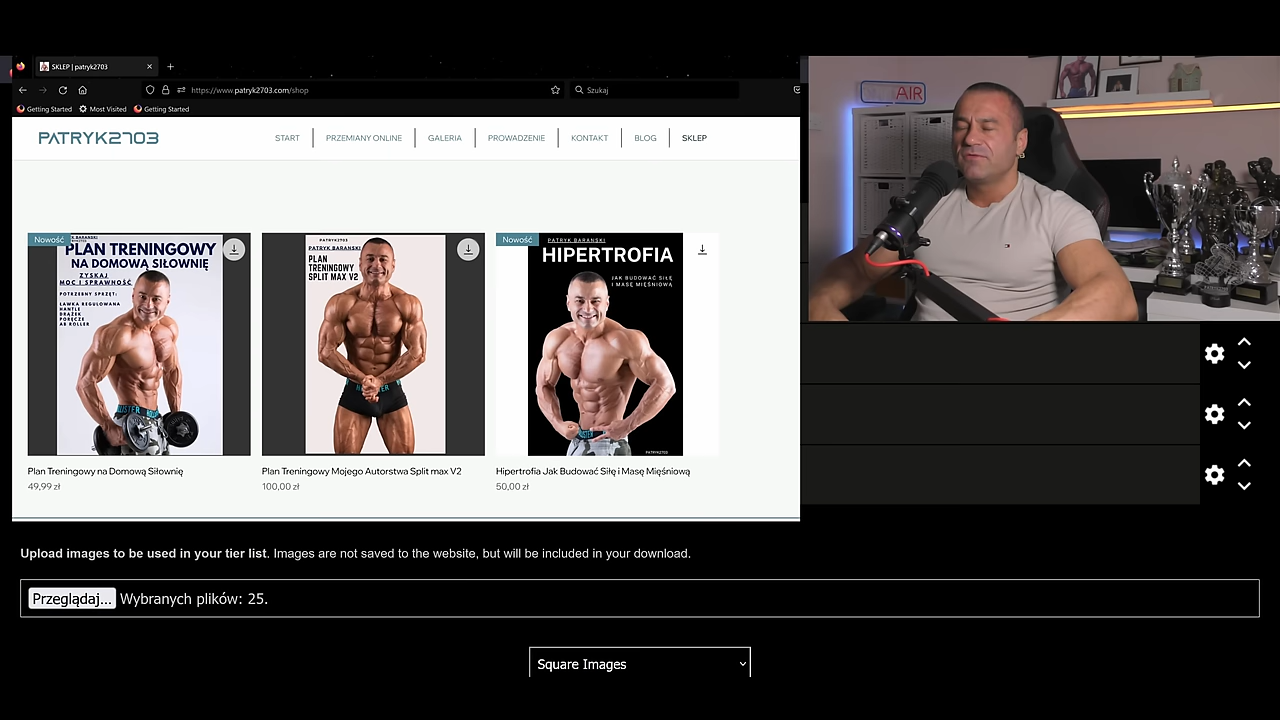 SKLEP | patryk2703
https://www.patryk2703.com/shop
Szukaj
Getting Started
Most Visited
Getting Started
PATRYK2703
START
PRZEMIANY ONLINE
GALERIA
PROWADZENIE
KONTAKT
BLOG
SKLEP
AIR
Nowość
PLAN TRENINGOWY
NA DOMOWĄ SIŁOWNIĘ
ZYSKAJ
MOC I SPRAWNOŚĆ
POTRZEBNY SPRZĘT:
ŁAWKA REGULOWANA
HANTLE
DRĄŻEK
PORĘCZE
AB ROLLER
PATRYK2703
PATRYK BARAŃSKI
PLAN
TRENINGOWY
SPLIT MAX V2
Nowość
PATRYK BARAŃSKI
HIPERTROFIA
JAK BUDOWAĆ SIŁĘ
I MASĘ MIĘŚNIOWĄ
PATRYK2703
Plan Treningowy na Domową Siłownię
49,99 zł
Plan Treningowy Mojego Autorstwa Split max V2
100,00 zł
Hipertrofia Jak Budować Siłę i Masę Mięśniową
50,00 zł
Upload images to be used in your tier list. Images are not saved to the website, but will be included in your download.
Przeglądaj... Wybranych plików: 25.
Square Images